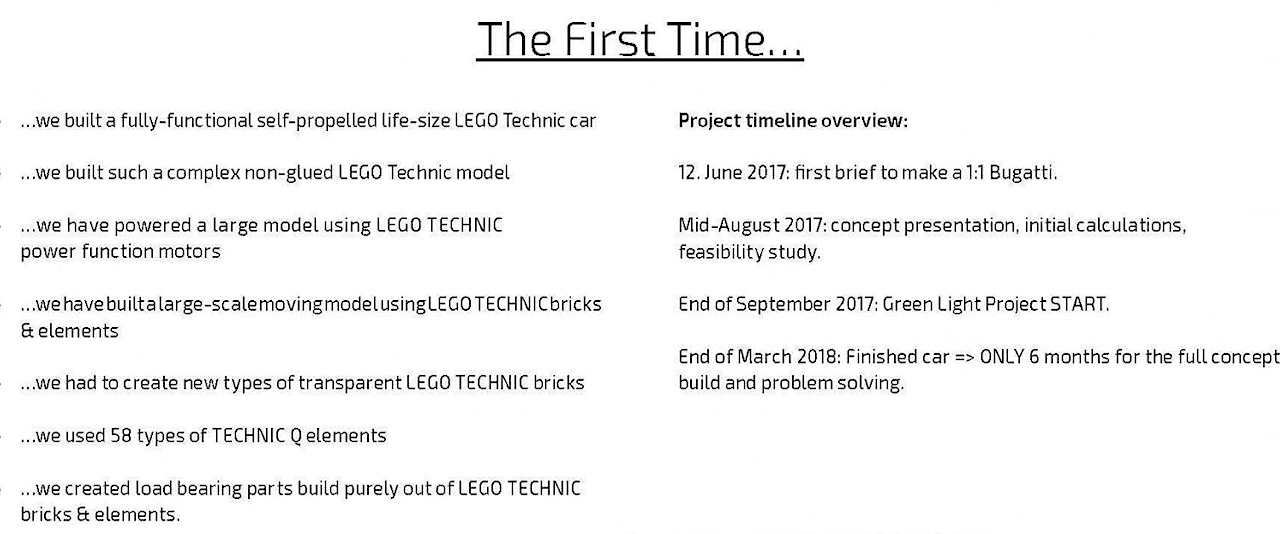 The First Time...
...we built a fully-functional self-propelled life-size LEGO Technic car
...we built such a complex non-glued LEGO Technic model
...we have powered a large model using LEGO TECHNIC
power function motors
...we have built a large-scale moving model using LEGO TECHNIC bricks
& elements
...we had to create new types of transparent LEGO TECHNIC bricks
...we used 58 types of TECHNIC Q elements
...we created load bearing parts build purely out of LEGO TECHNIC
bricks & elements.
Project timeline overview:
12. June 2017: first brief to make a 1:1 Bugatti.
Mid-August 2017: concept presentation, initial calculations,
feasibility study.
End of September 2017: Green Light Project START.
End of March 2018: Finished car => ONLY 6 months for the full concept
build and problem solving.